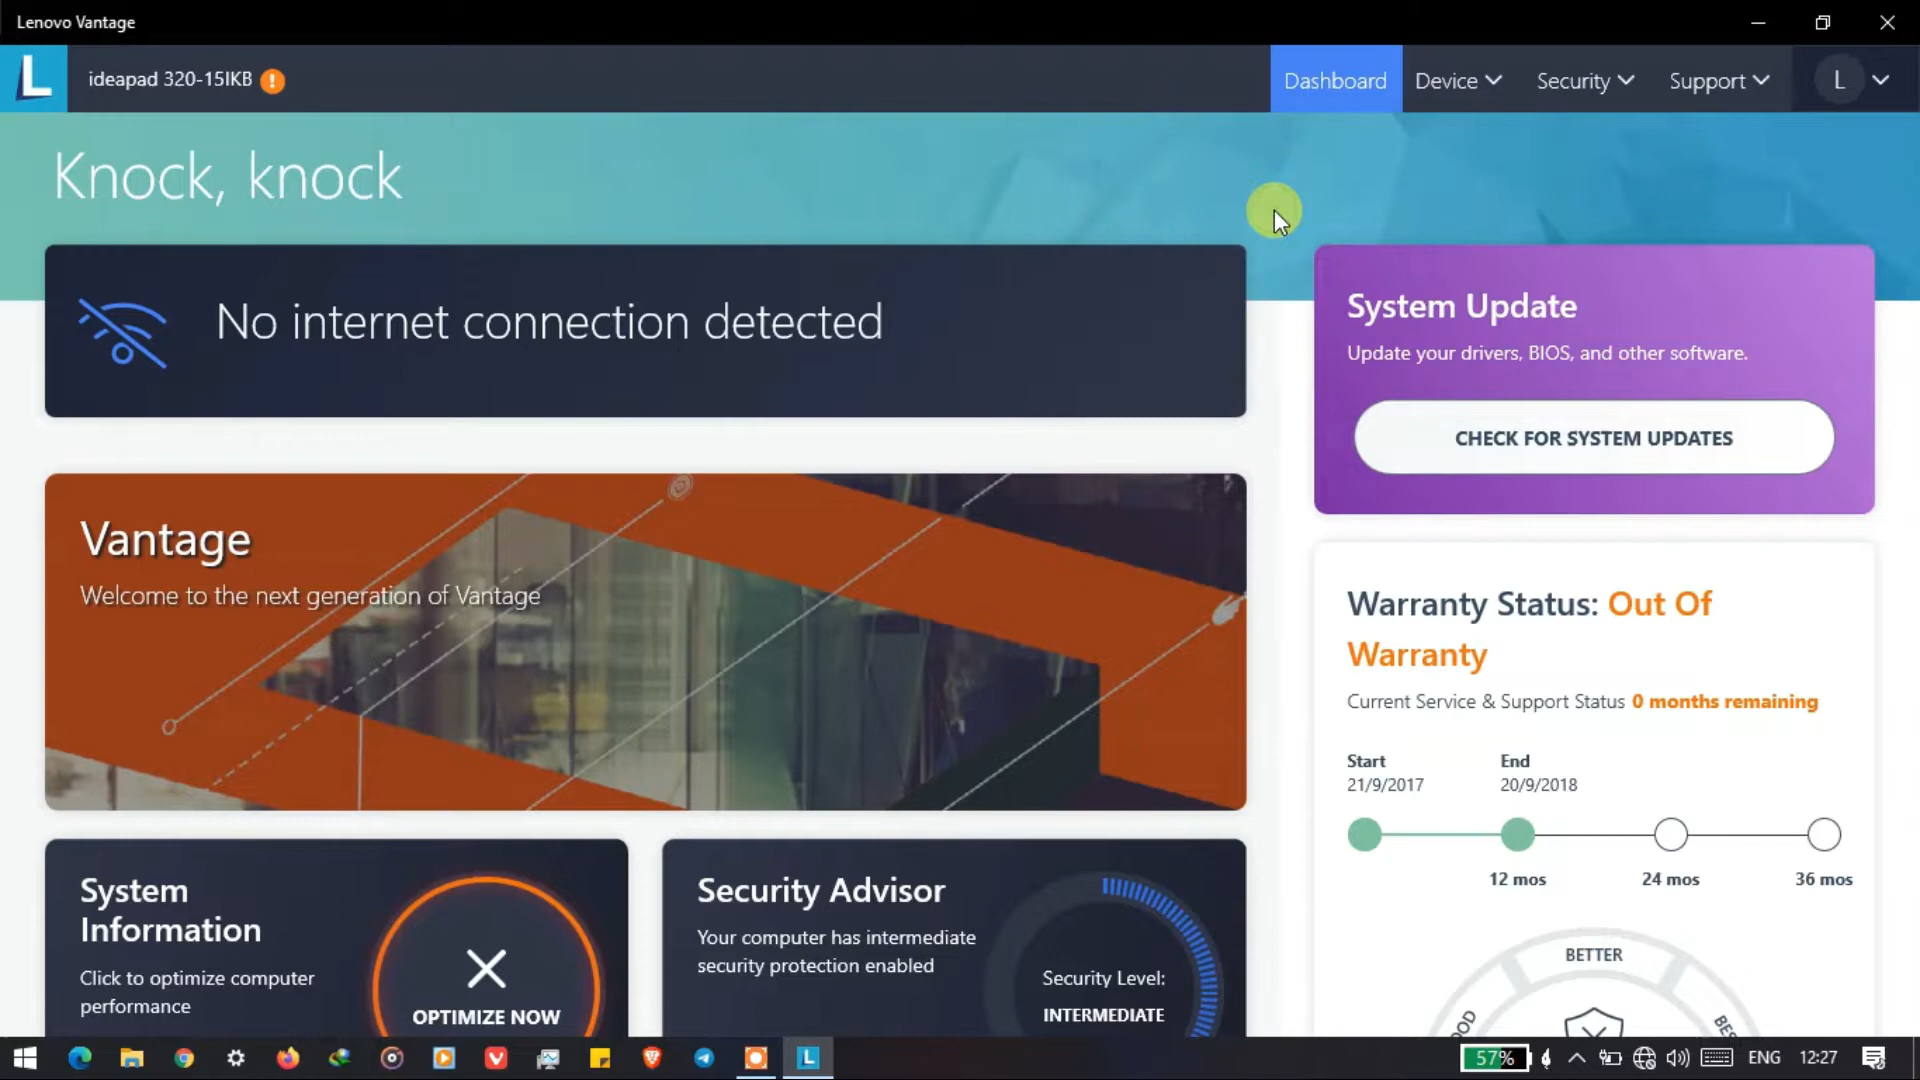 Lenovo Vantage
L
ideapad 320-15IKB !
Dashboard
Device
Security
Support
L
Knock, knock
No internet connection detected
System Update
Update your drivers, BIOS, and other software.
CHECK FOR SYSTEM UPDATES
Vantage
Welcome to the next generation of Vantage
Warranty Status: Out Of
Warranty
Current Service & Support Status 0 months remaining
Start
21/9/2017
End
20/9/2018
12 mos
24 mos
36 mos
BETTER
System
Information
Click to optimize computer
performance
OPTIMIZE NOW
Security Advisor
Your computer has intermediate
security protection enabled
Security Level:
INTERMEDIATE
L
57%
ENG
12:27